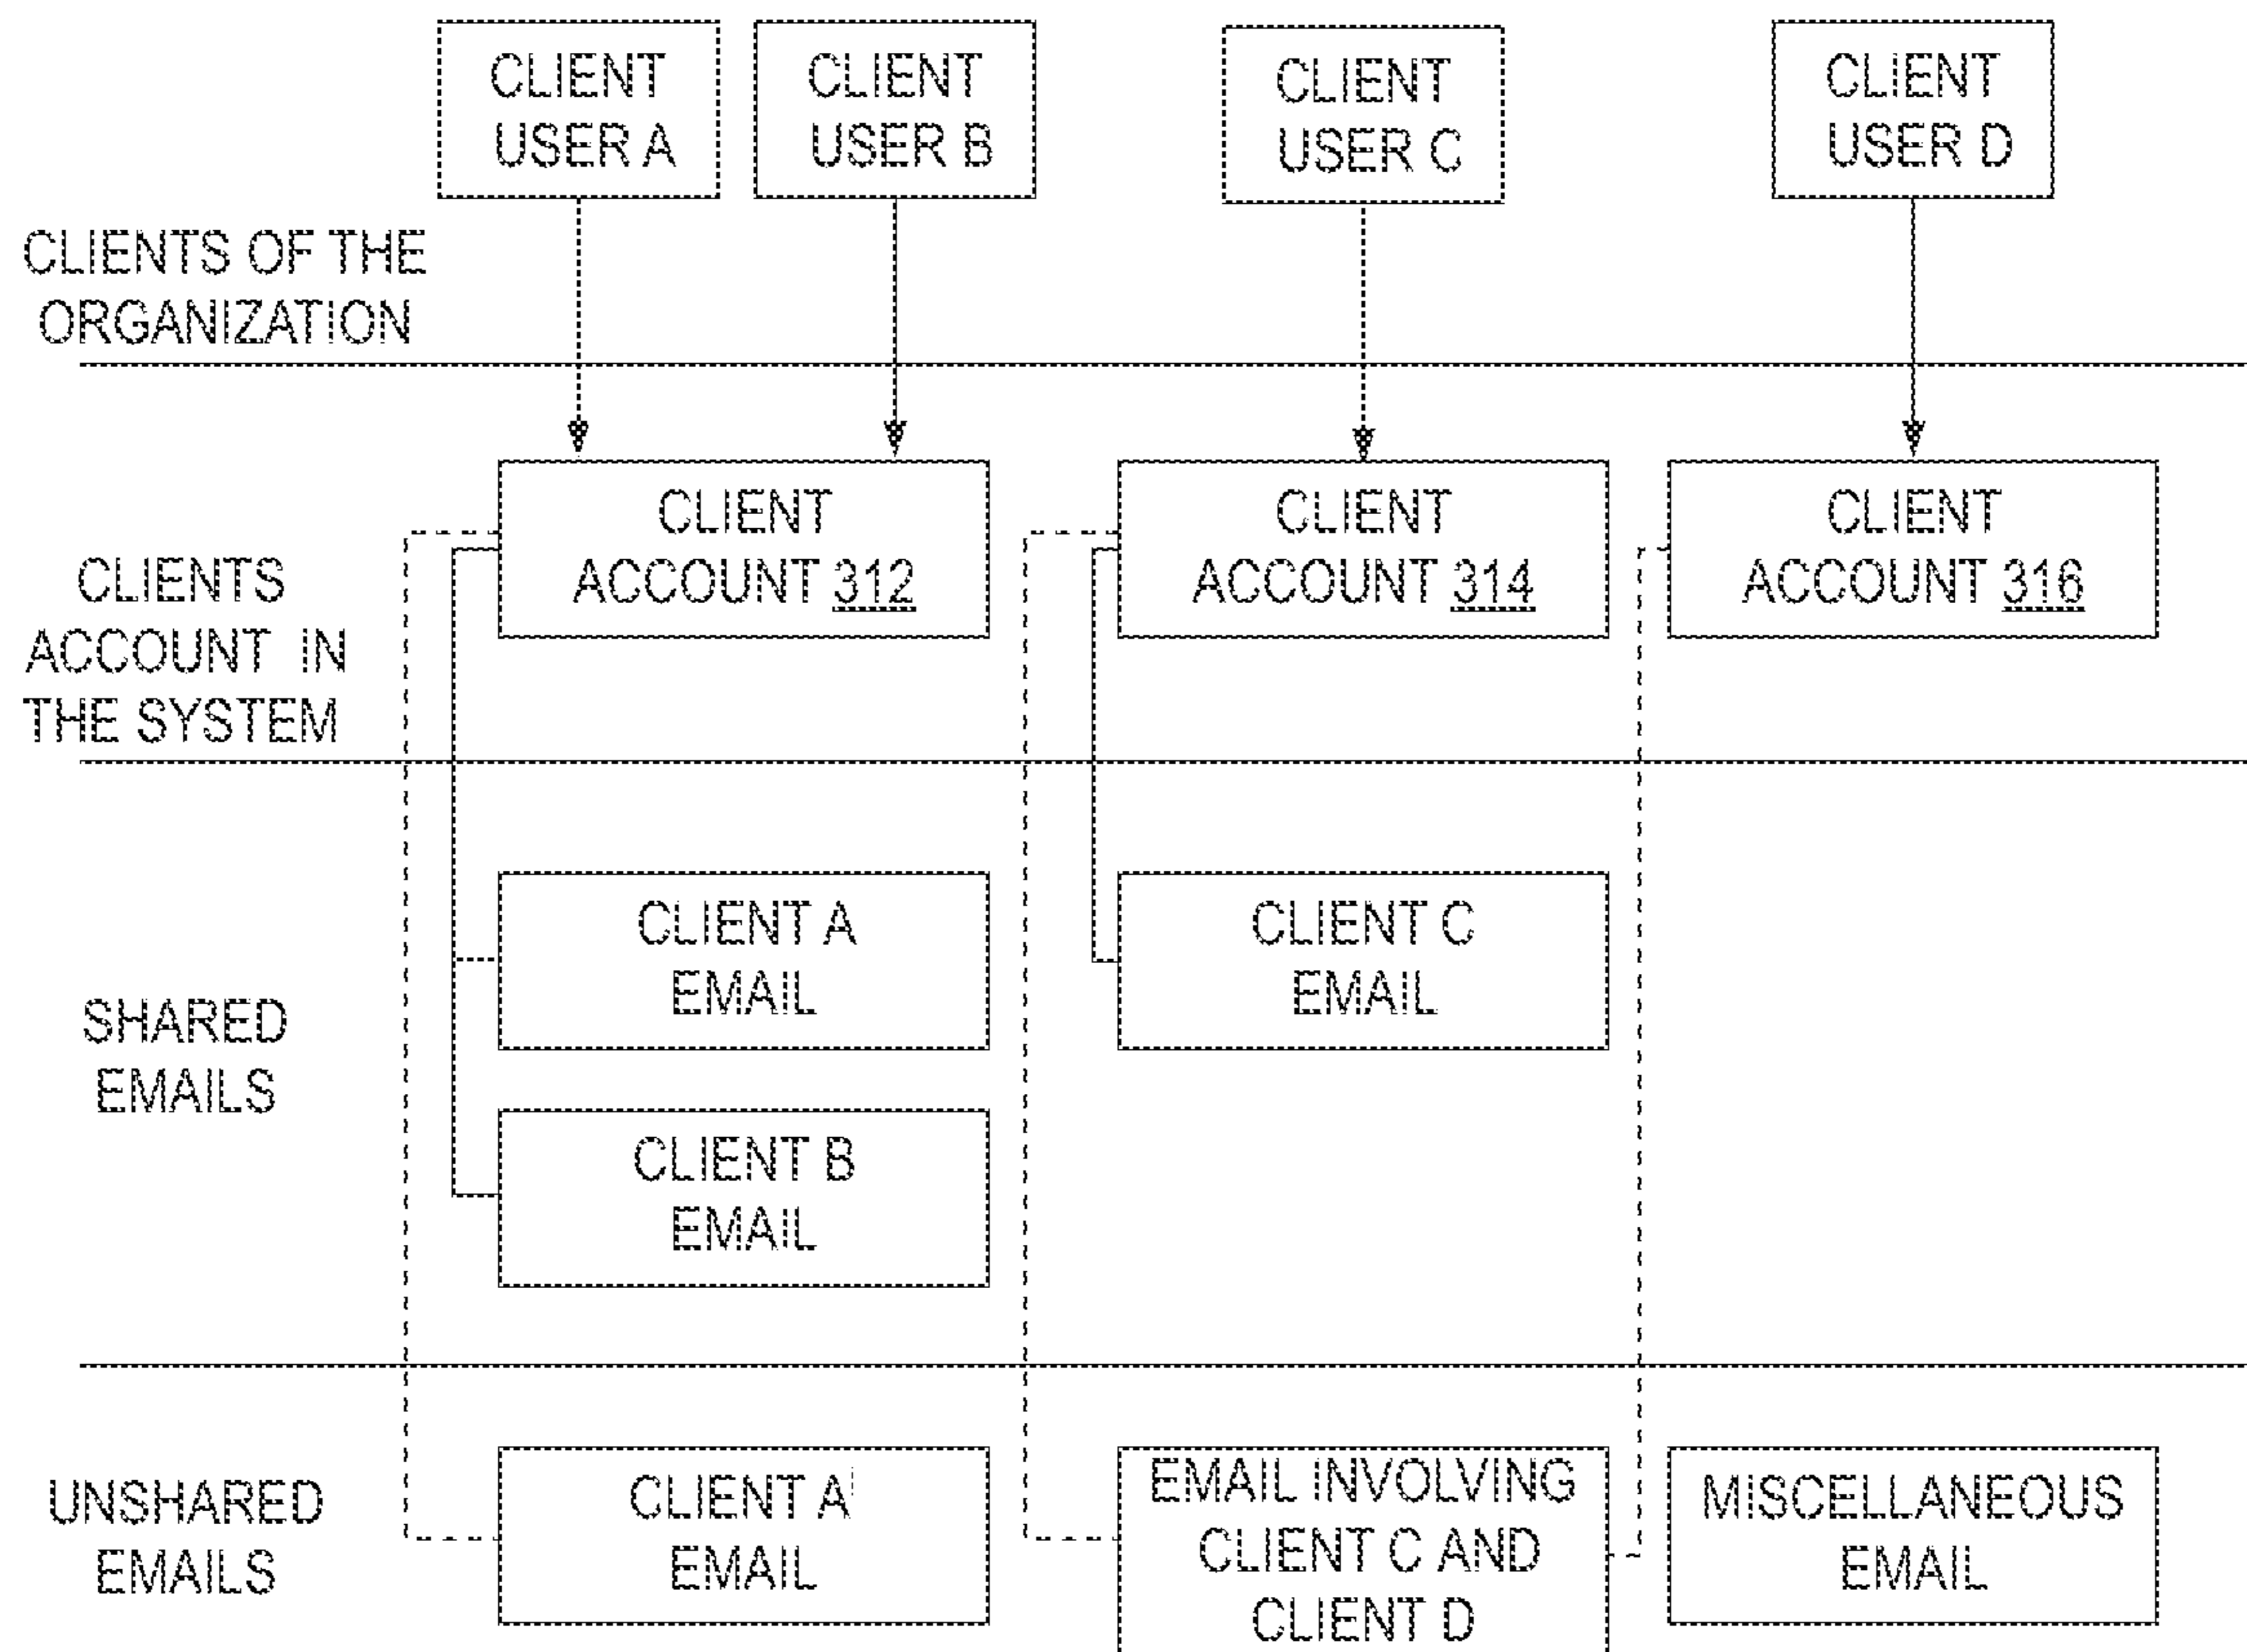 CLIENT
USER A
CLIENT
USER B
CLIENT
USER C
CLIENT
USER D
CLIENTS OF THE
ORGANIZATION
CLIENT
ACCOUNT 312
CLIENT
ACCOUNT 314
CLIENT
ACCOUNT 316
CLIENTS
ACCOUNT IN
THE SYSTEM
CLIENT A
EMAIL
CLIENT C
EMAIL
SHARED
EMAILS
CLIENT B
EMAIL
UNSHARED
EMAILS
CLIENT A'
EMAIL
EMAIL INVOLVING
CLIENT C AND
CLIENT D
MISCELLANEOUS
EMAIL